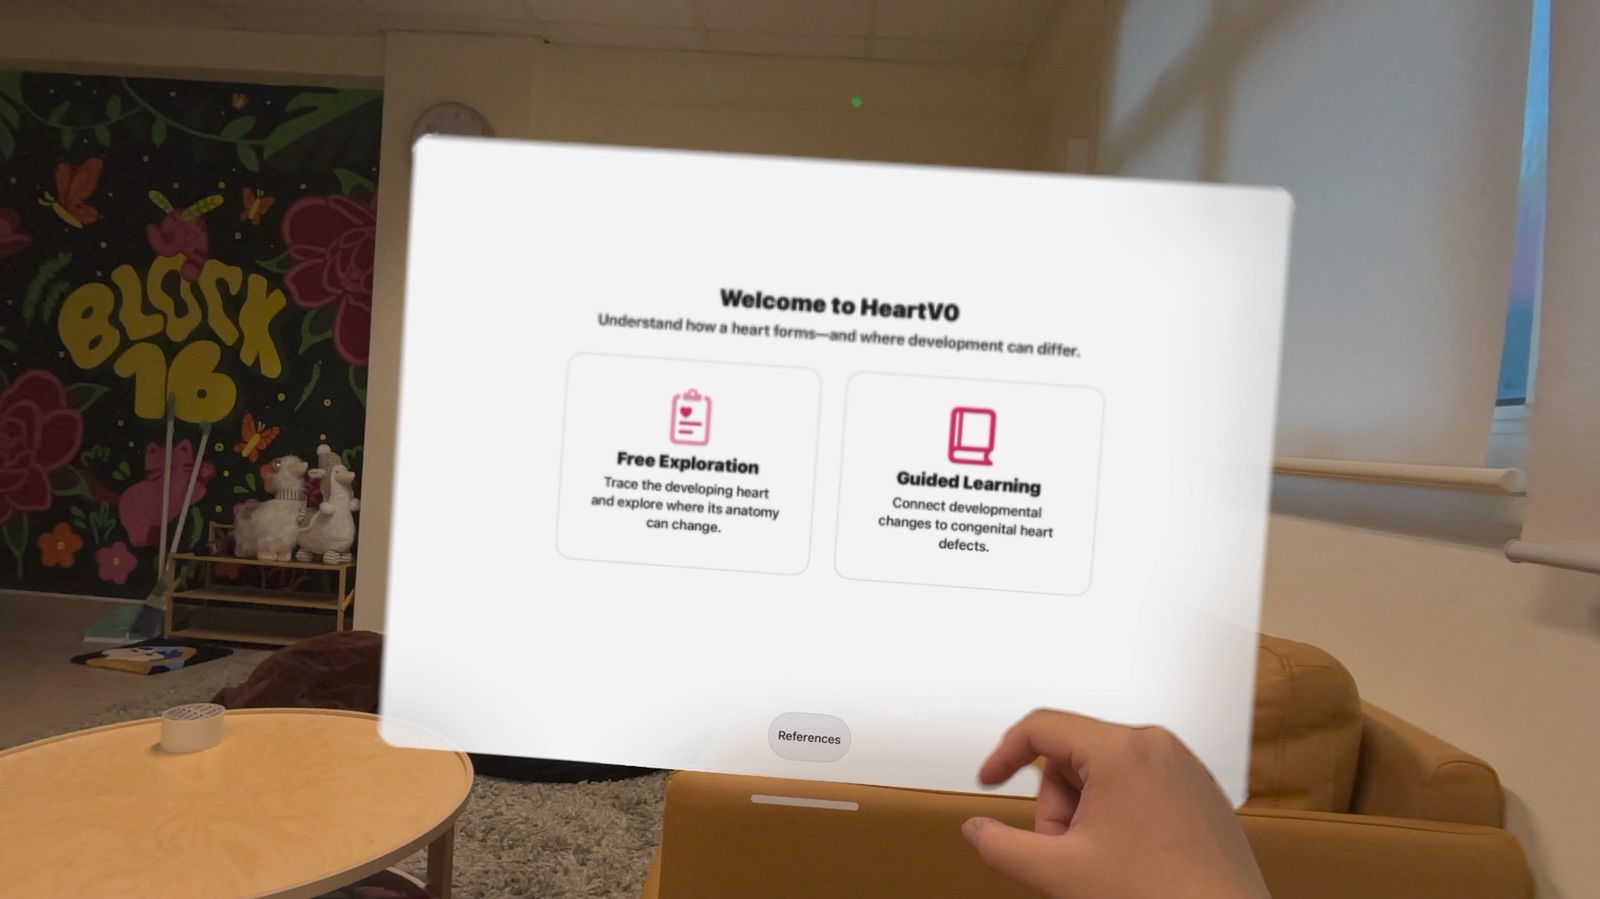 BLOCK
16
Welcome to HeartV0
Understand how a heart forms—and where development can differ.
Free Exploration
Trace the developing heart
and explore where its anatomy
can change.
Guided Learning
Connect developmental
changes to congenital heart
defects.
References